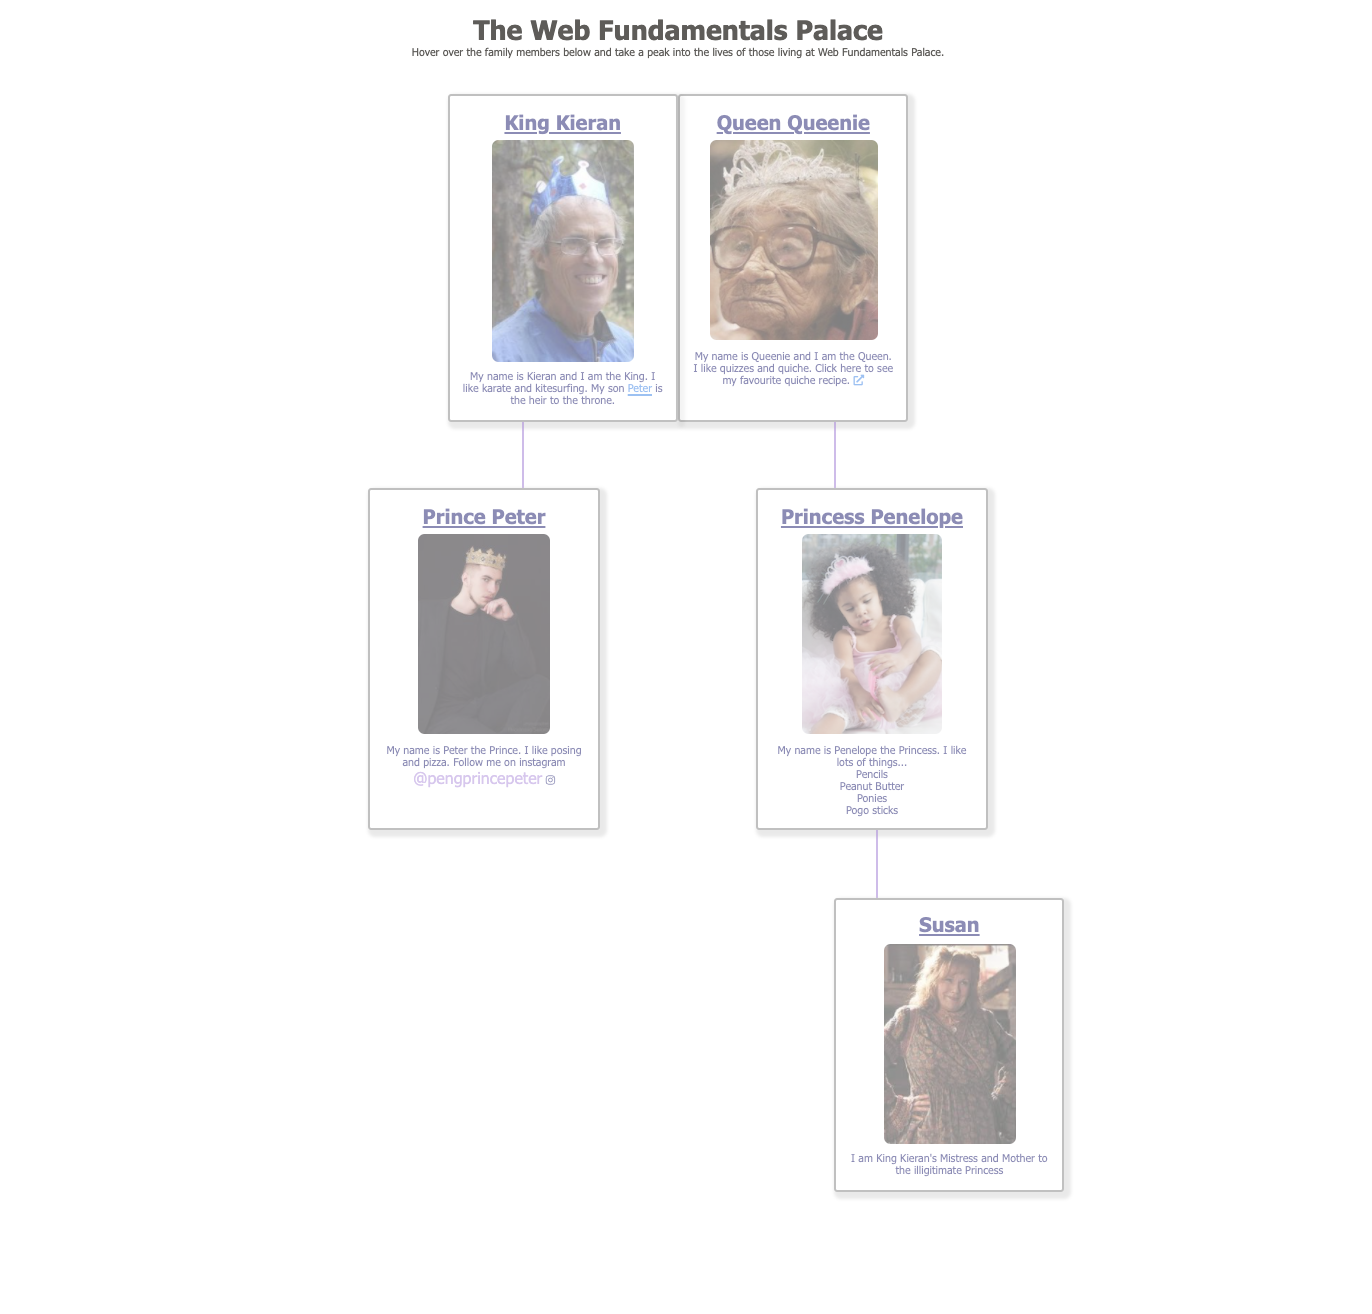 The Web Fundamentals Palace
Hover over the family members below and take a peak into the lives of those living at Web Fundamentals Palace.
King Kieran
My name is Kieran and I am the King. I
like karate and kitesurfing. My son Peter is
the heir to the throne.
Queen Queenie
My name is Queenie and I am the Queen.
I like quizzes and quiche. Click here to see
my favourite quiche recipe.
Prince Peter
My name is Peter the Prince. I like posing
and pizza. Follow me on instagram
@pengprincepeter
Princess Penelope
My name is Penelope the Princess. I like
lots of things...
Pencils
Peanut Butter
Ponies
Pogo sticks
Susan
I am King Kieran's Mistress and Mother to
the illigitimate Princess